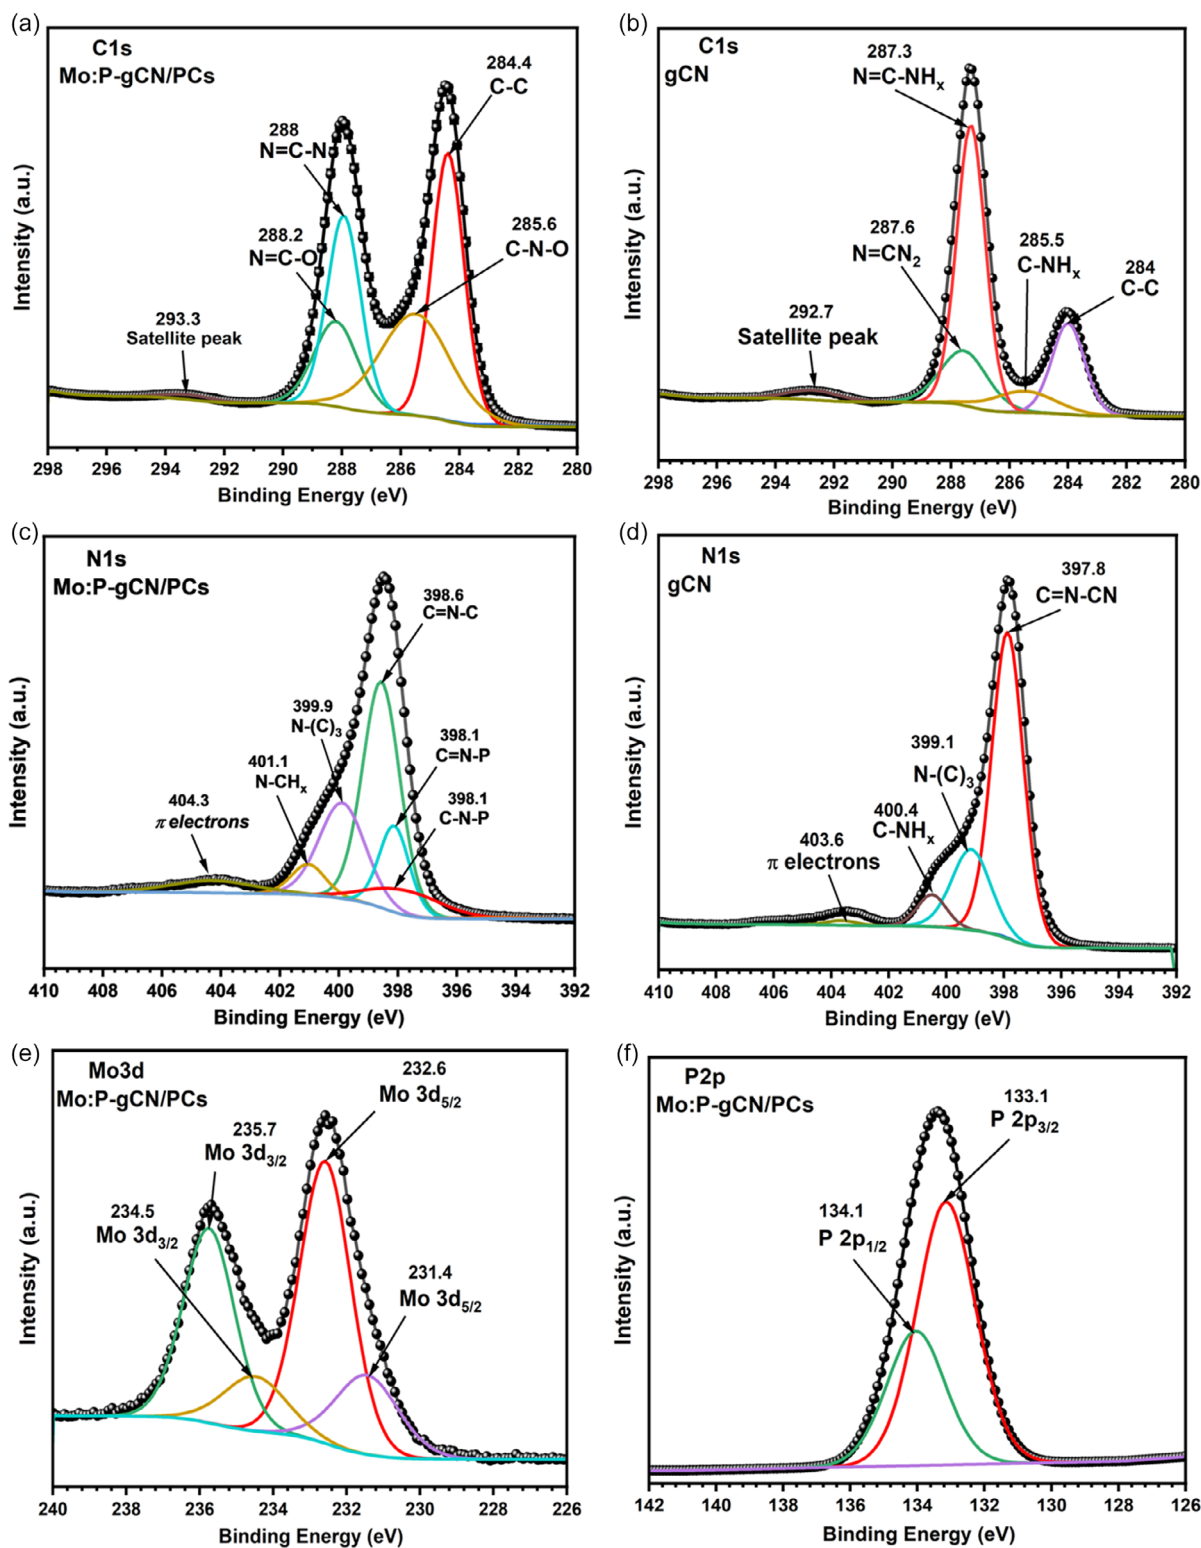 (a)
C1s
Mo:P-gCN/PCs
284.4
C-C
288
N=C-N
285.6
C-N-O
288.2
N=C-O
293.3
Satellite peak
Intensity (a.u.)
298 296 294 292 290 288 286 284 282 280
Binding Energy (eV)
(b)
C1s
gCN
287.3
N=C-NHx
287.6
N=CN2
285.5
C-NHx
284
C-C
292.7
Satellite peak
Intensity (a.u.)
298 296 294 292 290 288 286 284 282 280
Binding Energy (eV)
(c)
N1s
Mo:P-gCN/PCs
398.6
C=N-C
399.9
N-(C)3
398.1
C=N-P
401.1
N-CHx
398.1
C-N-P
404.3
π electrons
Intensity (a.u.)
410 408 406 404 402 400 398 396 394 392
Binding Energy (eV)
(d)
N1s
gCN
397.8
C=N-CN
399.1
N-(C)3
400.4
C-NHx
403.6
π electrons
Intensity (a.u.)
410 408 406 404 402 400 398 396 394 392
Binding Energy (eV)
(e)
Mo3d
Mo:P-gCN/PCs
232.6
Mo 3d5/2
235.7
Mo 3d3/2
234.5
Mo 3d3/2
231.4
Mo 3d5/2
Intensity (a.u.)
240 238 236 234 232 230 228 226
Binding Energy (eV)
(f)
P2p
Mo:P-gCN/PCs
133.1
P 2p3/2
134.1
P 2p1/2
Intensity (a.u.)
142 140 138 136 134 132 130 128 126
Binding Energy (eV)